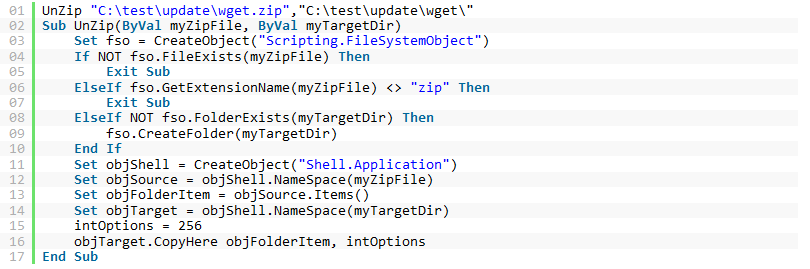 01 UnZip "C:\test\update\wget.zip","C:\test\update\wget\"
02 Sub UnZip(ByVal myZipFile, ByVal myTargetDir)
03     Set fso = CreateObject("Scripting.FileSystemObject")
04     If NOT fso.FileExists(myZipFile) Then
05         Exit Sub
06     ElseIf fso.GetExtensionName(myZipFile) <> "zip" Then
07         Exit Sub
08     ElseIf NOT fso.FolderExists(myTargetDir) Then
09         fso.CreateFolder(myTargetDir)
10     End If
11     Set objShell = CreateObject("Shell.Application")
12     Set objSource = objShell.NameSpace(myZipFile)
13     Set objFolderItem = objSource.Items()
14     Set objTarget = objShell.NameSpace(myTargetDir)
15     intOptions = 256
16     objTarget.CopyHere objFolderItem, intOptions
17 End Sub